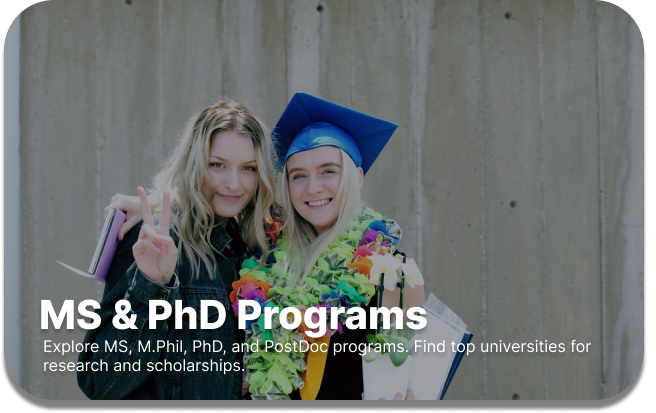 MS & PhD Programs
Explore MS, M.Phil, PhD, and PostDoc programs. Find top universities for
research and scholarships.